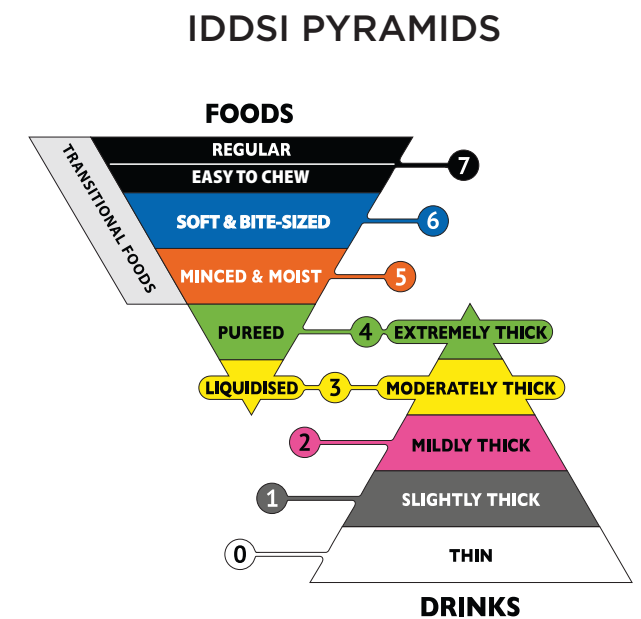 IDDSI PYRAMIDS
FOODS
TRANSITIONAL FOODS
REGULAR
EASY TO CHEW
7
SOFT & BITE-SIZED
6
MINCED & MOIST
5
PUREED
4
EXTREMELY THICK
LIQUIDISED
3
MODERATELY THICK
2
MILDLY THICK
1
SLIGHTLY THICK
0
THIN
DRINKS